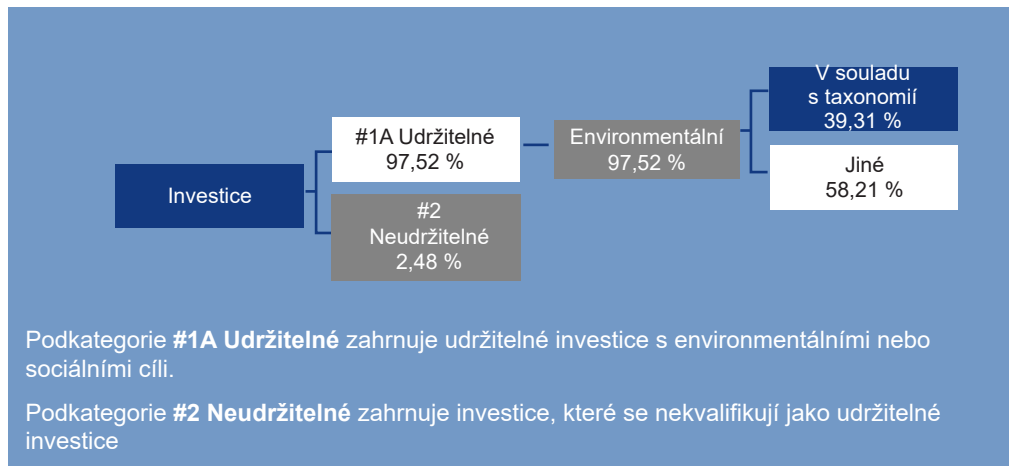 V souladu
s taxonomií
39,31 %
#1A Udržitelné
97,52 %
Environmentální
97,52 %
Jiné
58,21 %
Investice
#2
Neudržitelné
2,48 %
Podkategorie #1A Udržitelné zahrnuje udržitelné investice s environmentálními nebo
sociálními cíli.
Podkategorie #2 Neudržitelné zahrnuje investice, které se nekvalifikují jako udržitelné
investice